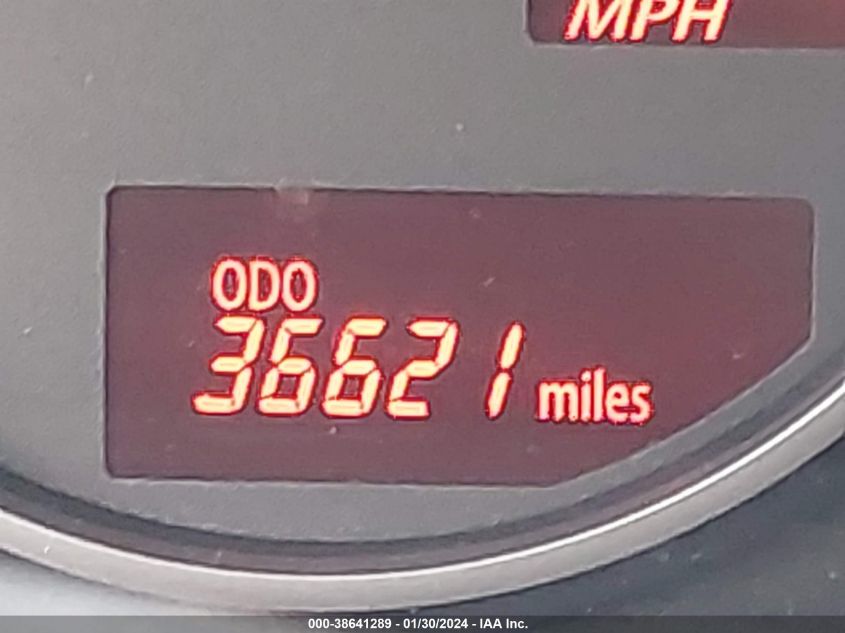 MPH
ODO
36621 miles
000-38641289 - 01/30/2024 - IAA Inc.